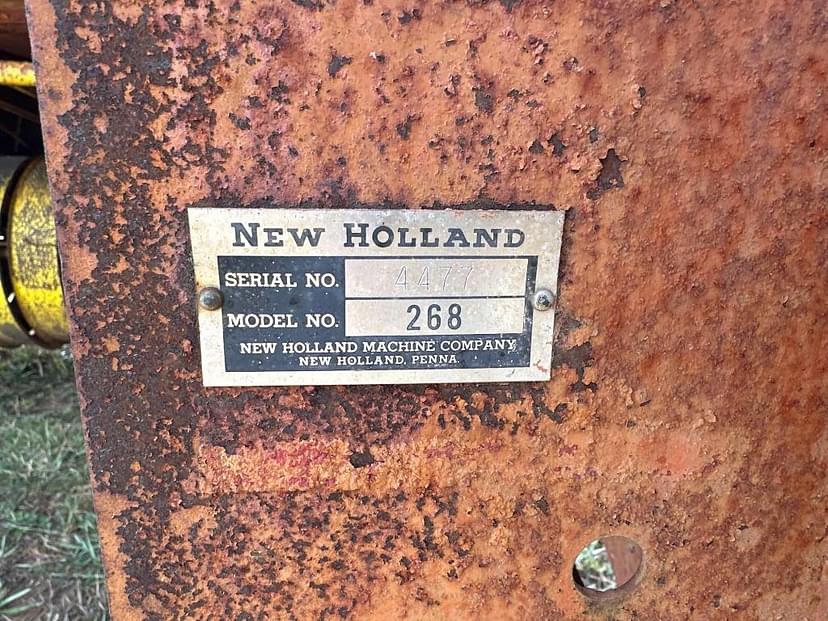 NEW HOLLAND
SERIAL NO. 4477
MODEL NO. 268
NEW HOLLAND MACHINE COMPANY
NEW HOLLAND, PENNA.